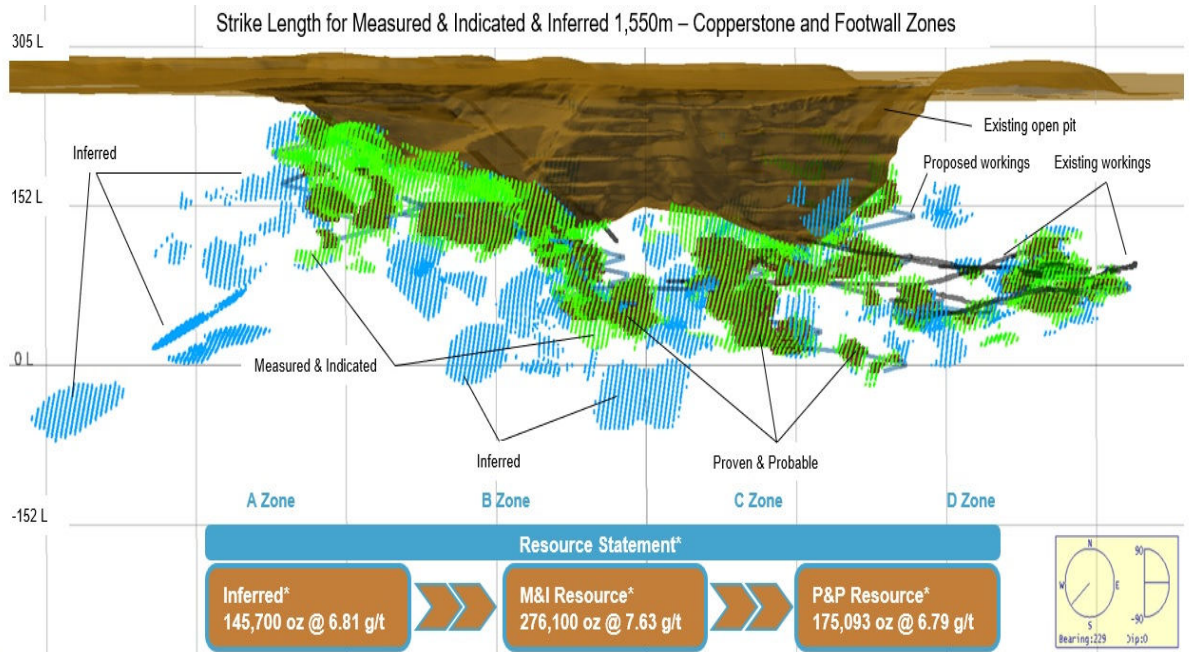 Strike Length for Measured & Indicated & Inferred 1,550m – Copperstone and Footwall Zones
305 L
Existing open pit
Inferred
Proposed workings
Existing workings
152 L
0 L
Measured & Indicated
Inferred
Proven & Probable
A Zone
B Zone
C Zone
D Zone
-152 L
Resource Statement*
Inferred*
145,700 oz @ 6.81 g/t
M&I Resource*
276,100 oz @ 7.63 g/t
P&P Resource*
175,093 oz @ 6.79 g/t
N
W
E
S
90
-90
Bearing:229
Dip:0